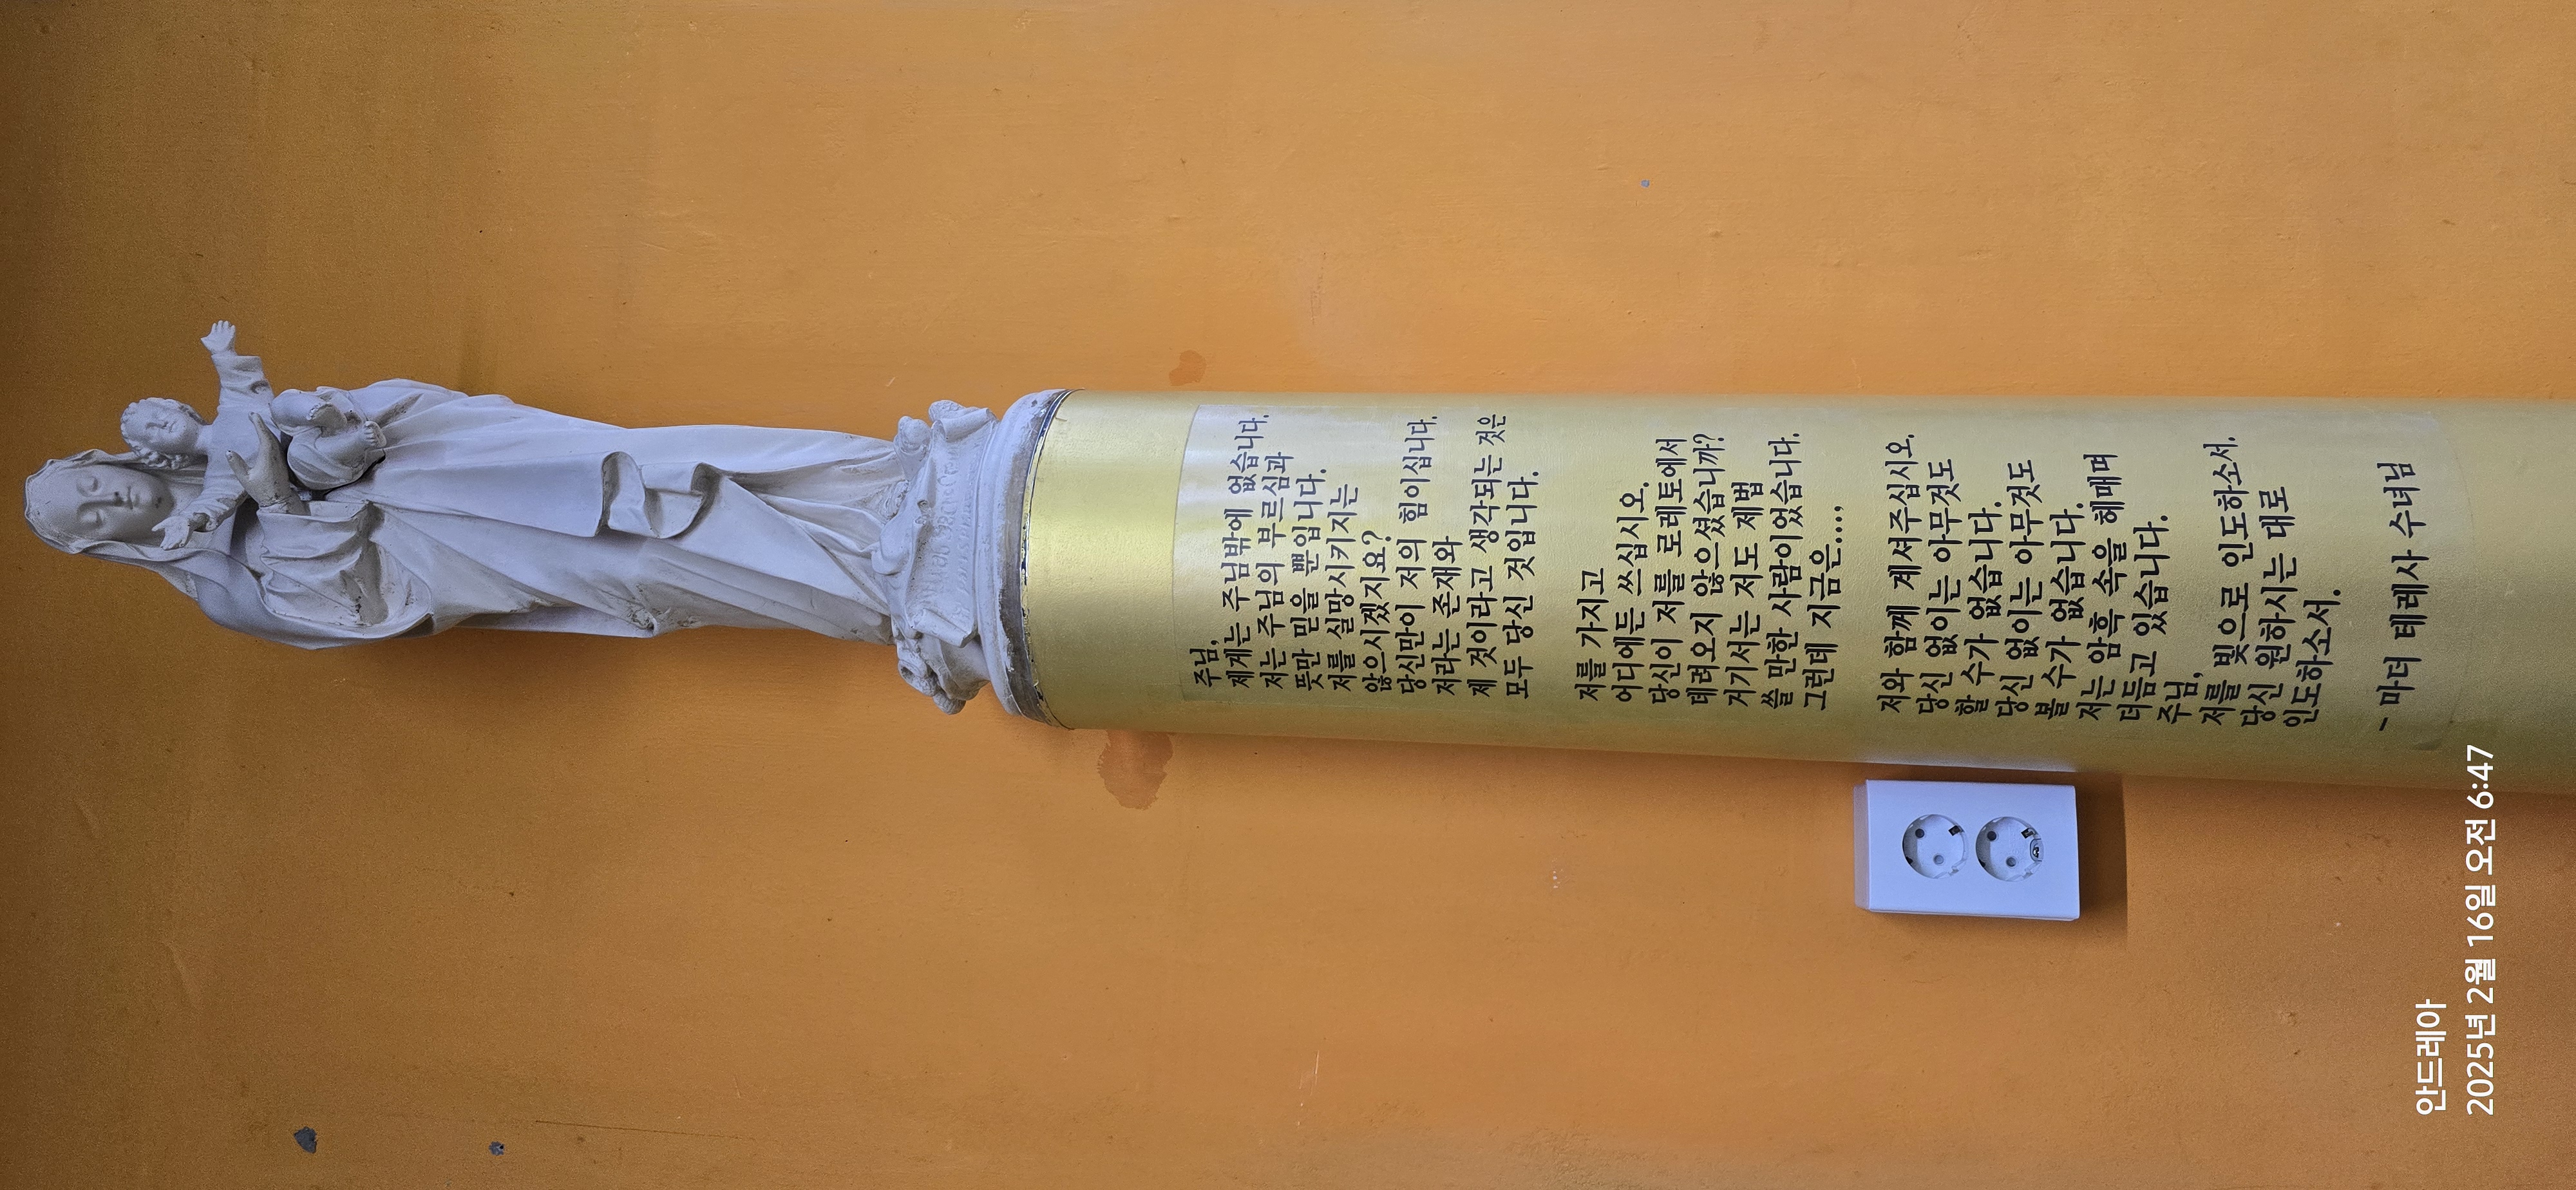 주님,
제게는 주님밖에 없습니다.
저는 주님의 부르심과
뜻만 믿을 뿐입니다.
저를 실망시키지는
않으시겠지요?
당신만이 저의 힘이십니다.
저라는 존재와
제 것이라고 생각되는 것은
모두 당신 것입니다.
저를 가지고
어디에든 쓰십시오.
당신이 저를 로레토에서
데려오지 않으셨습니까?
거기서는 저도 제법
쓸 만한 사람이었습니다.
그런데 지금은...,
저와 함께 계셔주십시오.
당신 없이는 아무것도
할 수가 없습니다.
당신 없이는 아무것도
볼 수가 없습니다.
저는 암흑 속을 헤매며
더듬고 있습니다.
주님,
저를 빛으로 인도하소서.
당신 원하시는 대로
인도하소서.
- 마더 테레사 수녀님
안드레아
2025년 2월 16일 오전 6:47